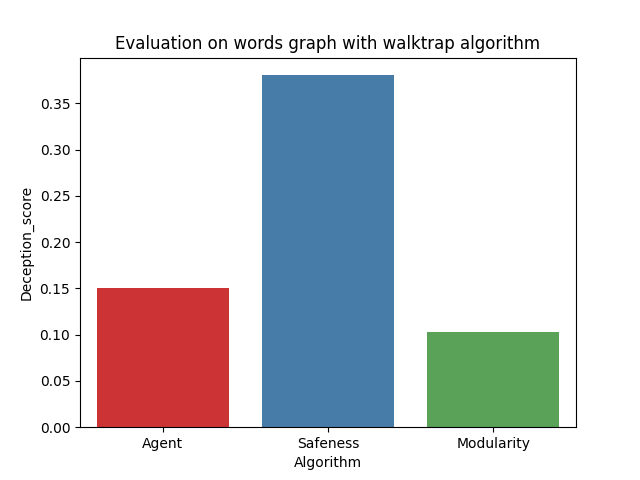 Evaluation on words graph with walktrap algorithm
0.35
0.30
0.25
0.20
0.15
0.10
0.05
0.00
Deception_score
Agent Safeness Modularity
Algorithm